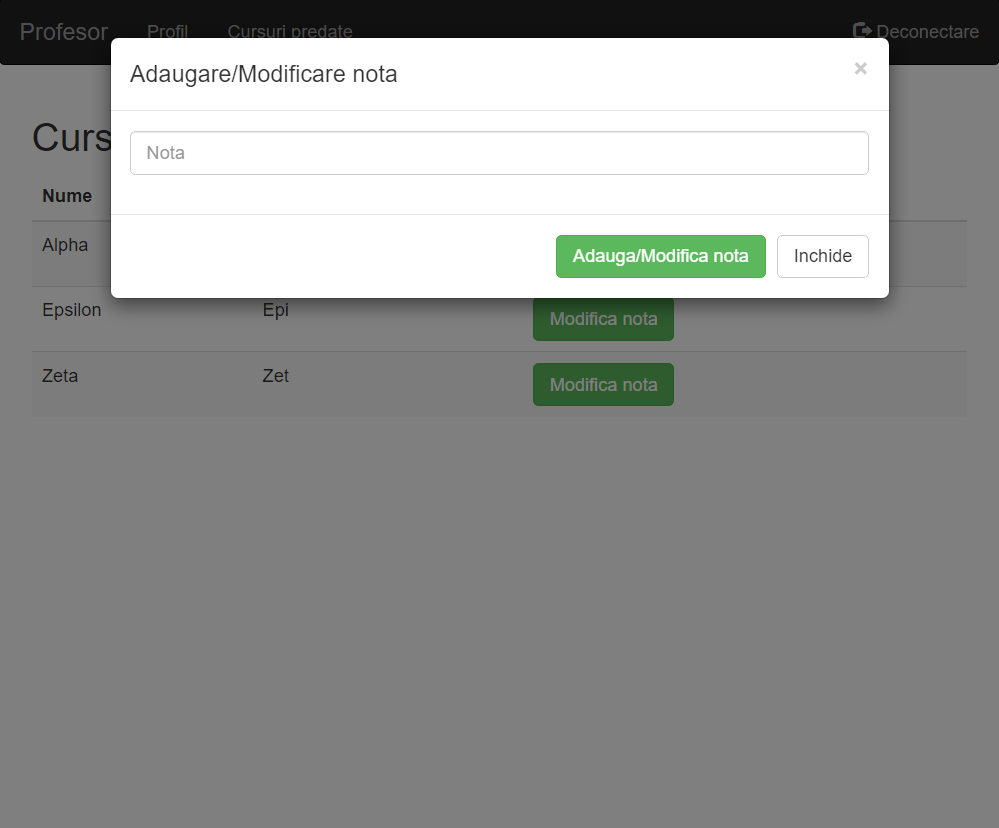 Profesor Profil Cursuri predate Deconectare
Adaugare/Modificare nota ×
Nota
Adauga/Modifica nota Inchide
Curs
Nume
Alpha
Epsilon Epi Modifica nota
Zeta Zet Modifica nota